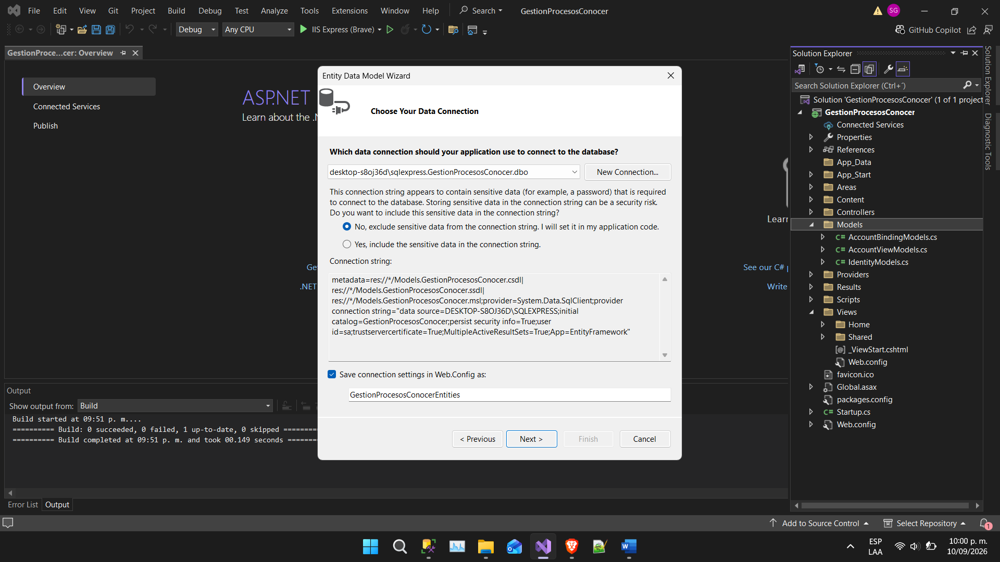 File Edit View Git Project Build Debug Test Analyze Tools Extensions Window Help Search GestionProcesosConocer SG
Debug Any CPU IIS Express (Brave) GitHub Copilot
GestionProce...cer: Overview
Overview
Connected Services
Publish
ASP.NET
Learn about the .N
Get
.NET
Learn
See our C# p
Write
Entity Data Model Wizard
Choose Your Data Connection
Which data connection should your application use to connect to the database?
desktop-s8oj36d\sqlexpress.GestionProcesosConocer.dbo New Connection...
This connection string appears to contain sensitive data (for example, a password) that is required
to connect to the database. Storing sensitive data in the connection string can be a security risk.
Do you want to include this sensitive data in the connection string?
No, exclude sensitive data from the connection string. I will set it in my application code.
Yes, include the sensitive data in the connection string.
Connection string:
metadata=res://*/Models.GestionProcesosConocer.csdl|
res://*/Models.GestionProcesosConocer.ssdl|
res://*/Models.GestionProcesosConocer.msl;provider=System.Data.SqlClient;provider
connection string="data source=DESKTOP-S8OJ36D\SQLEXPRESS;initial
catalog=GestionProcesosConocer;persist security info=True;user
id=sa;trustservercertificate=True;MultipleActiveResultSets=True;App=EntityFramework"
Save connection settings in Web.Config as:
GestionProcesosConocerEntities
< Previous Next > Finish Cancel
Solution Explorer
Search Solution Explorer (Ctrl+´)
Solution 'GestionProcesosConocer' (1 of 1 project
GestionProcesosConocer
Connected Services
Properties
References
App_Data
App_Start
Areas
Content
Controllers
Models
C# AccountBindingModels.cs
C# AccountViewModels.cs
C# IdentityModels.cs
Providers
Results
Scripts
Views
Home
Shared
[@] _ViewStart.cshtml
Web.config
favicon.ico
Global.asax
packages.config
C# Startup.cs
Web.config
Solution Explorer
Diagnostic Tools
Output
Show output from: Build
Build started at 09:51 p. m....
========== Build: 0 succeeded, 0 failed, 1 up-to-date, 0 skipped ==========
========== Build completed at 09:51 p. m. and took 00.149 seconds ==========
Error List Output
Add to Source Control Select Repository 1
ESP
LAA
10:00 p. m.
10/09/2026